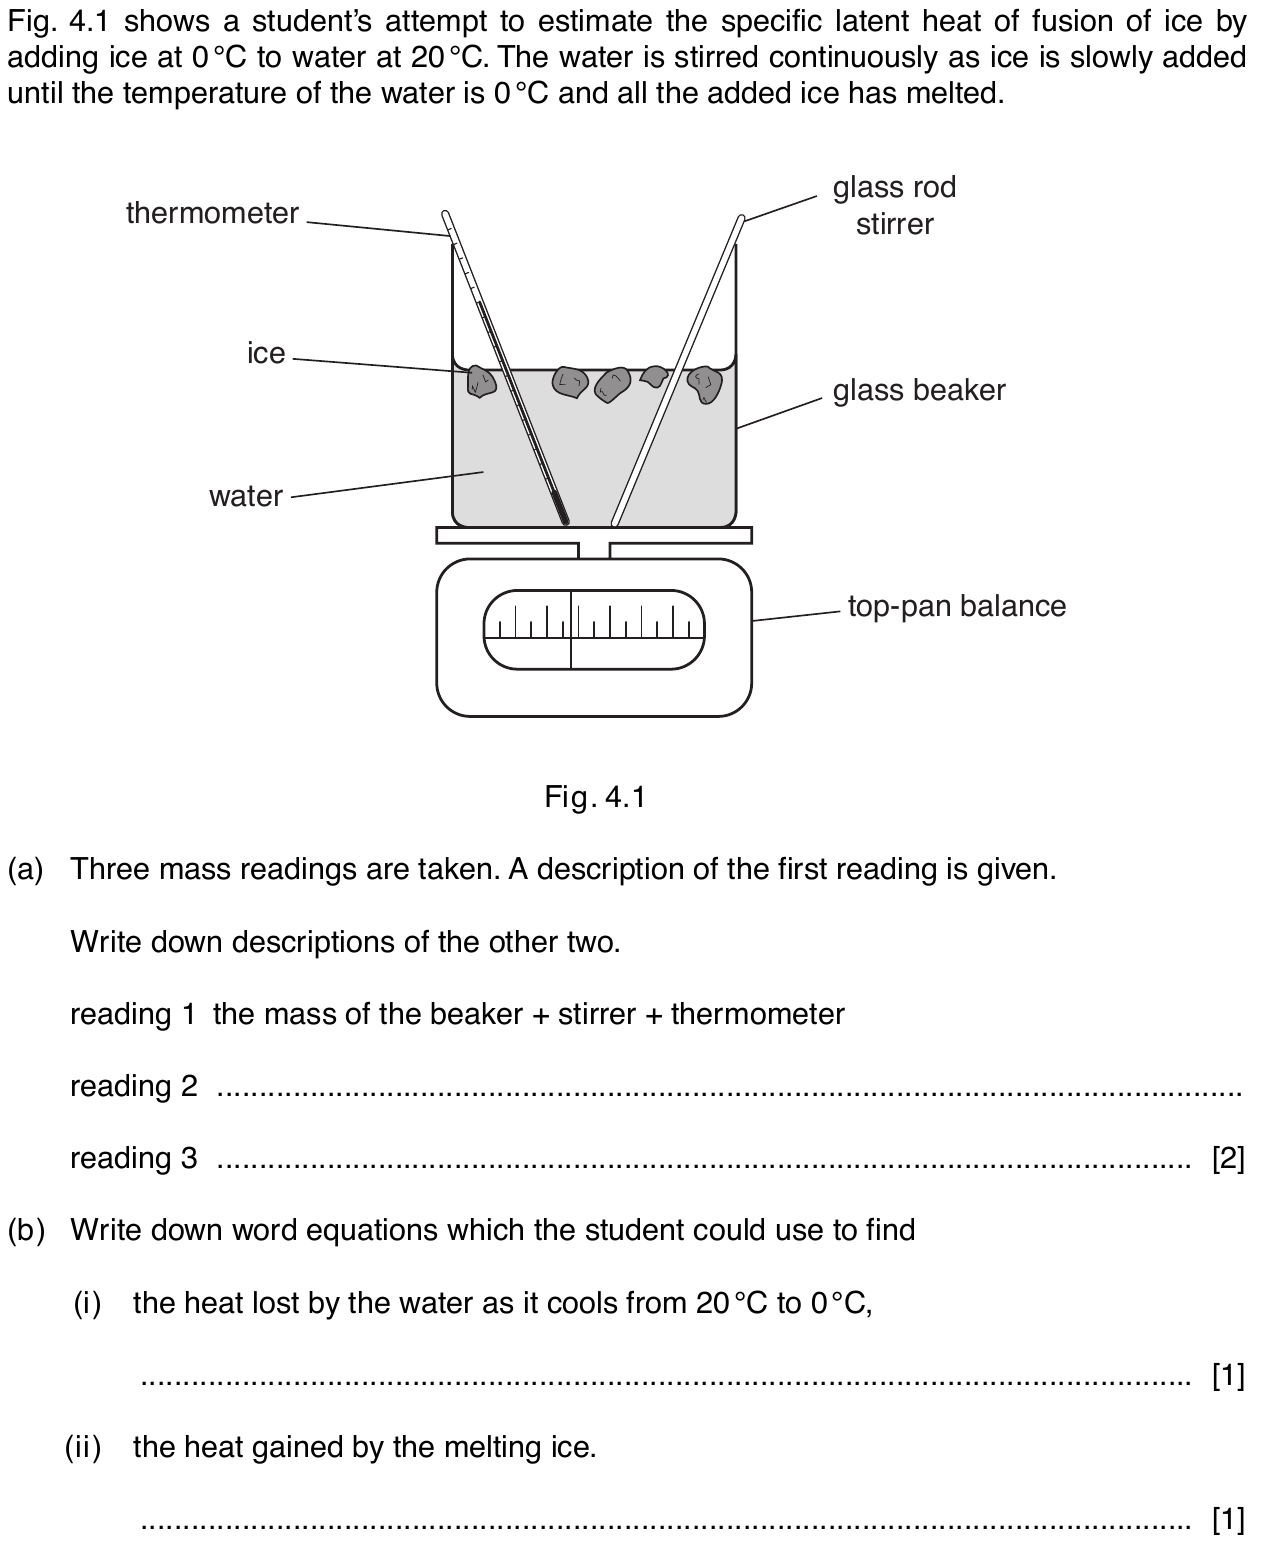 Fig. 4.1 shows a student’s attempt to estimate the specific latent heat of fusion of ice by
adding ice at 0 °C to water at 20 °C. The water is stirred continuously as ice is slowly added
until the temperature of the water is 0 °C and all the added ice has melted.
thermometer
glass rod
stirrer
ice
glass beaker
water
top-pan balance
Fig. 4.1
(a) Three mass readings are taken. A description of the first reading is given.
Write down descriptions of the other two.
reading 1 the mass of the beaker + stirrer + thermometer
reading 2 ..........................................................................................................
reading 3 .................................................................................................... [2]
(b) Write down word equations which the student could use to find
(i) the heat lost by the water as it cools from 20 °C to 0 °C,
............................................................................................................ [1]
(ii) the heat gained by the melting ice.
............................................................................................................ [1]